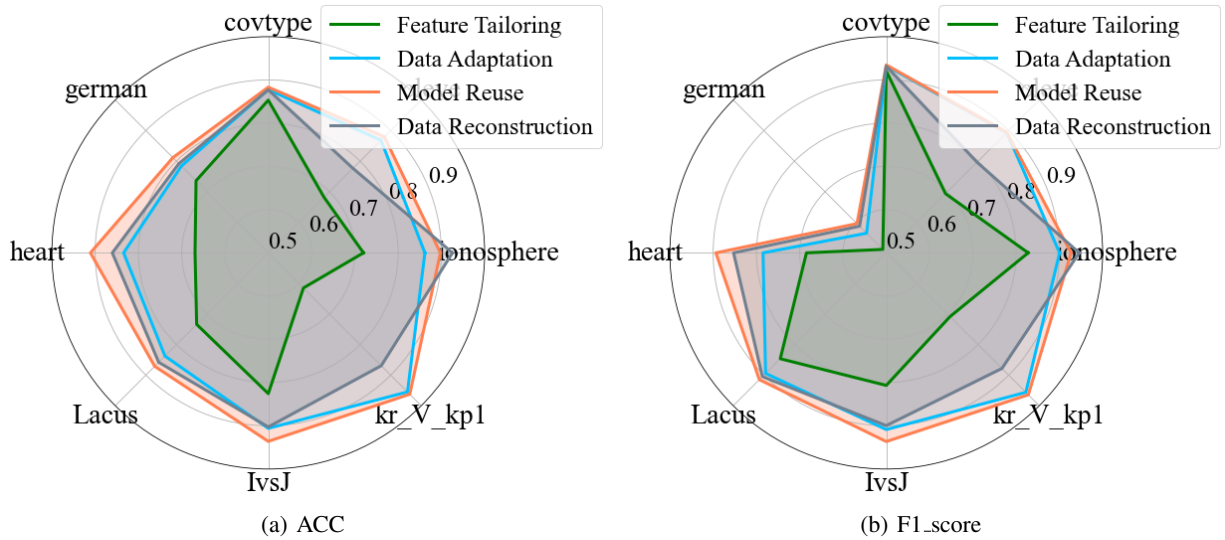 covtype
Feature Tailoring
Data Adaptation
Model Reuse
Data Reconstruction
german
heart
Lacus
IvsJ
kr_V_kp1
ionosphere
0.5
0.6
0.7
0.8
0.9
(a) ACC
covtype
Feature Tailoring
Data Adaptation
Model Reuse
Data Reconstruction
german
heart
Lacus
IvsJ
kr_V_kp1
ionosphere
0.5
0.6
0.7
0.8
0.9
(b) F1_score